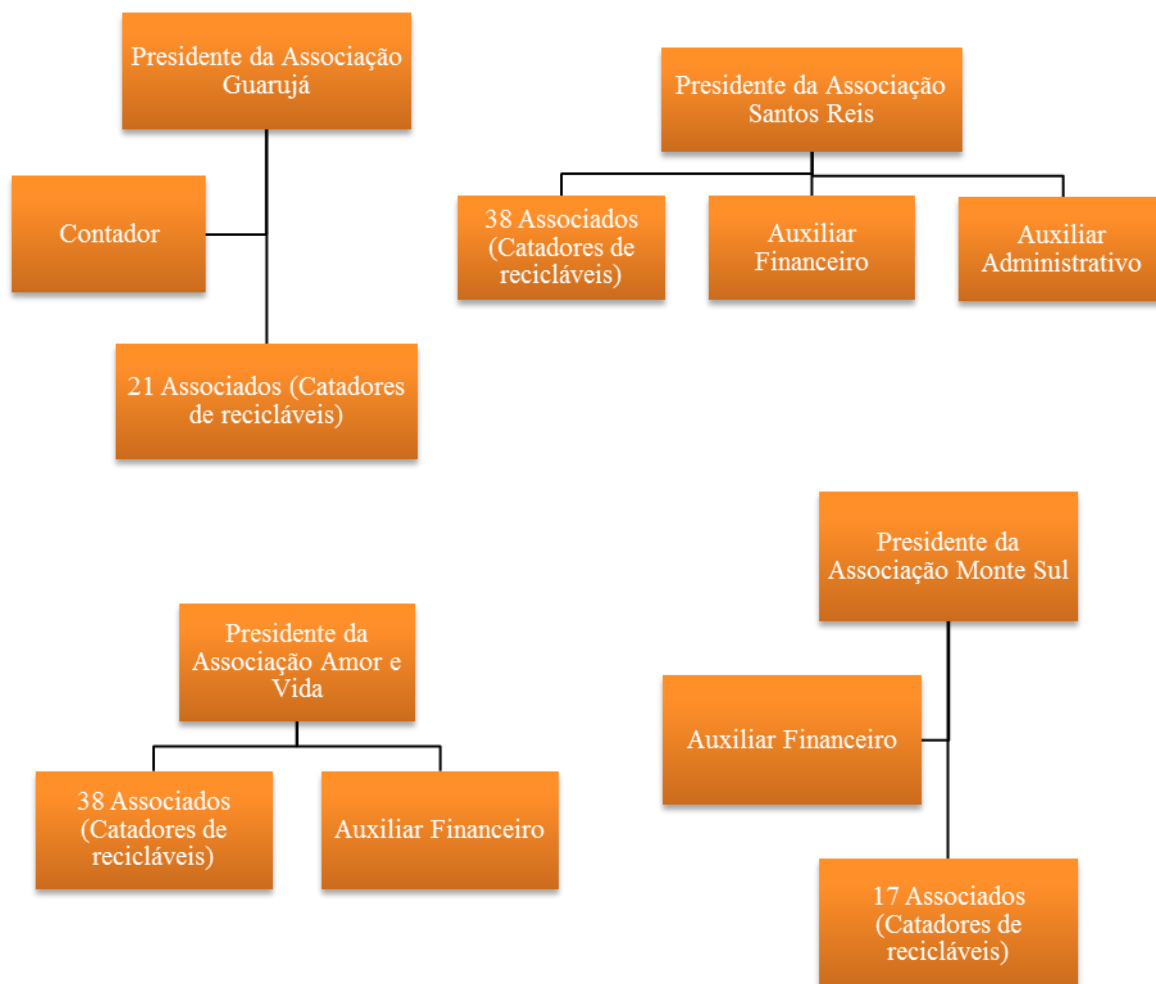 Presidente da Associação
Guarujá
Contador
21 Associados (Catadores
de recicláveis)
Presidente da Associação
Santos Reis
38 Associados
(Catadores de
recicláveis)
Auxiliar
Financeiro
Auxiliar
Administrativo
Presidente da
Associação Amor e
Vida
38 Associados
(Catadores de
recicláveis)
Auxiliar Financeiro
Presidente da
Associação Monte Sul
Auxiliar Financeiro
17 Associados
(Catadores de
recicláveis)